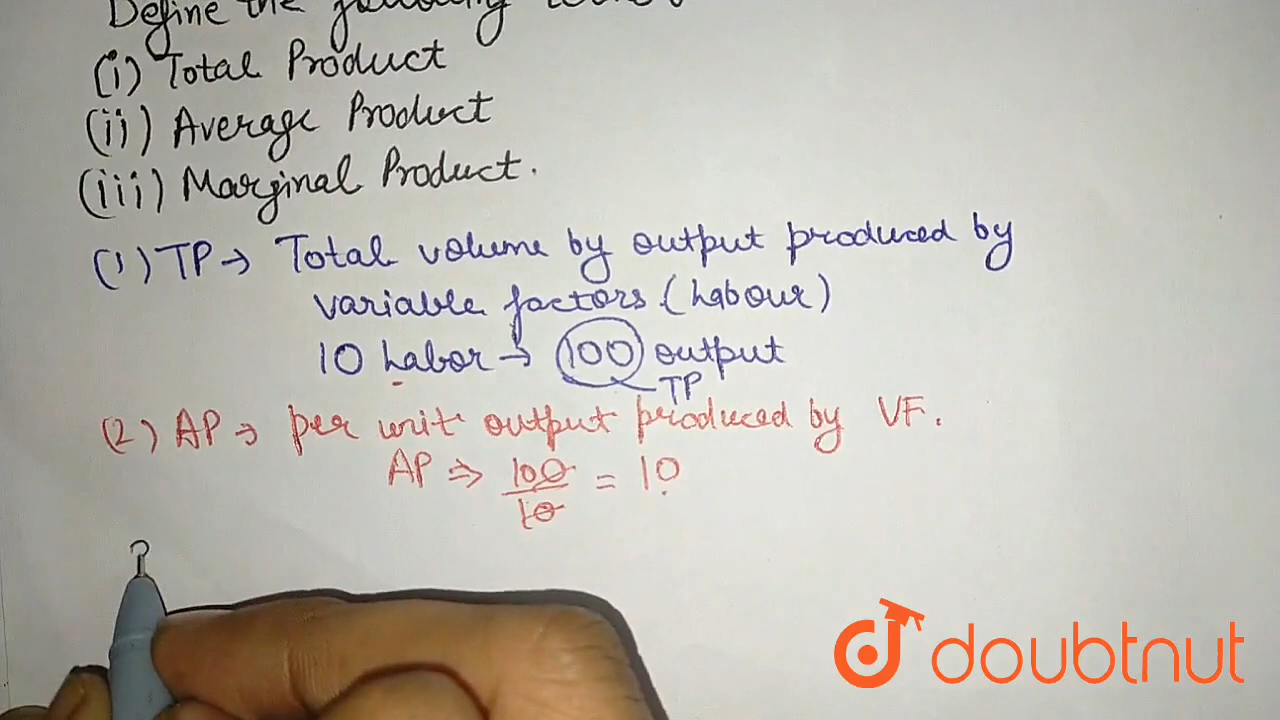 Define the following
(i) Total Product
(ii) Average Product
(iii) Marginal Product.
(1) TP → Total volume by output produced by
variable factors (Labour)
10 Labor → 100 output
TP
(2) AP → per unit output produced by VF.
AP ⇒ 100/10 = 10
doubtnut